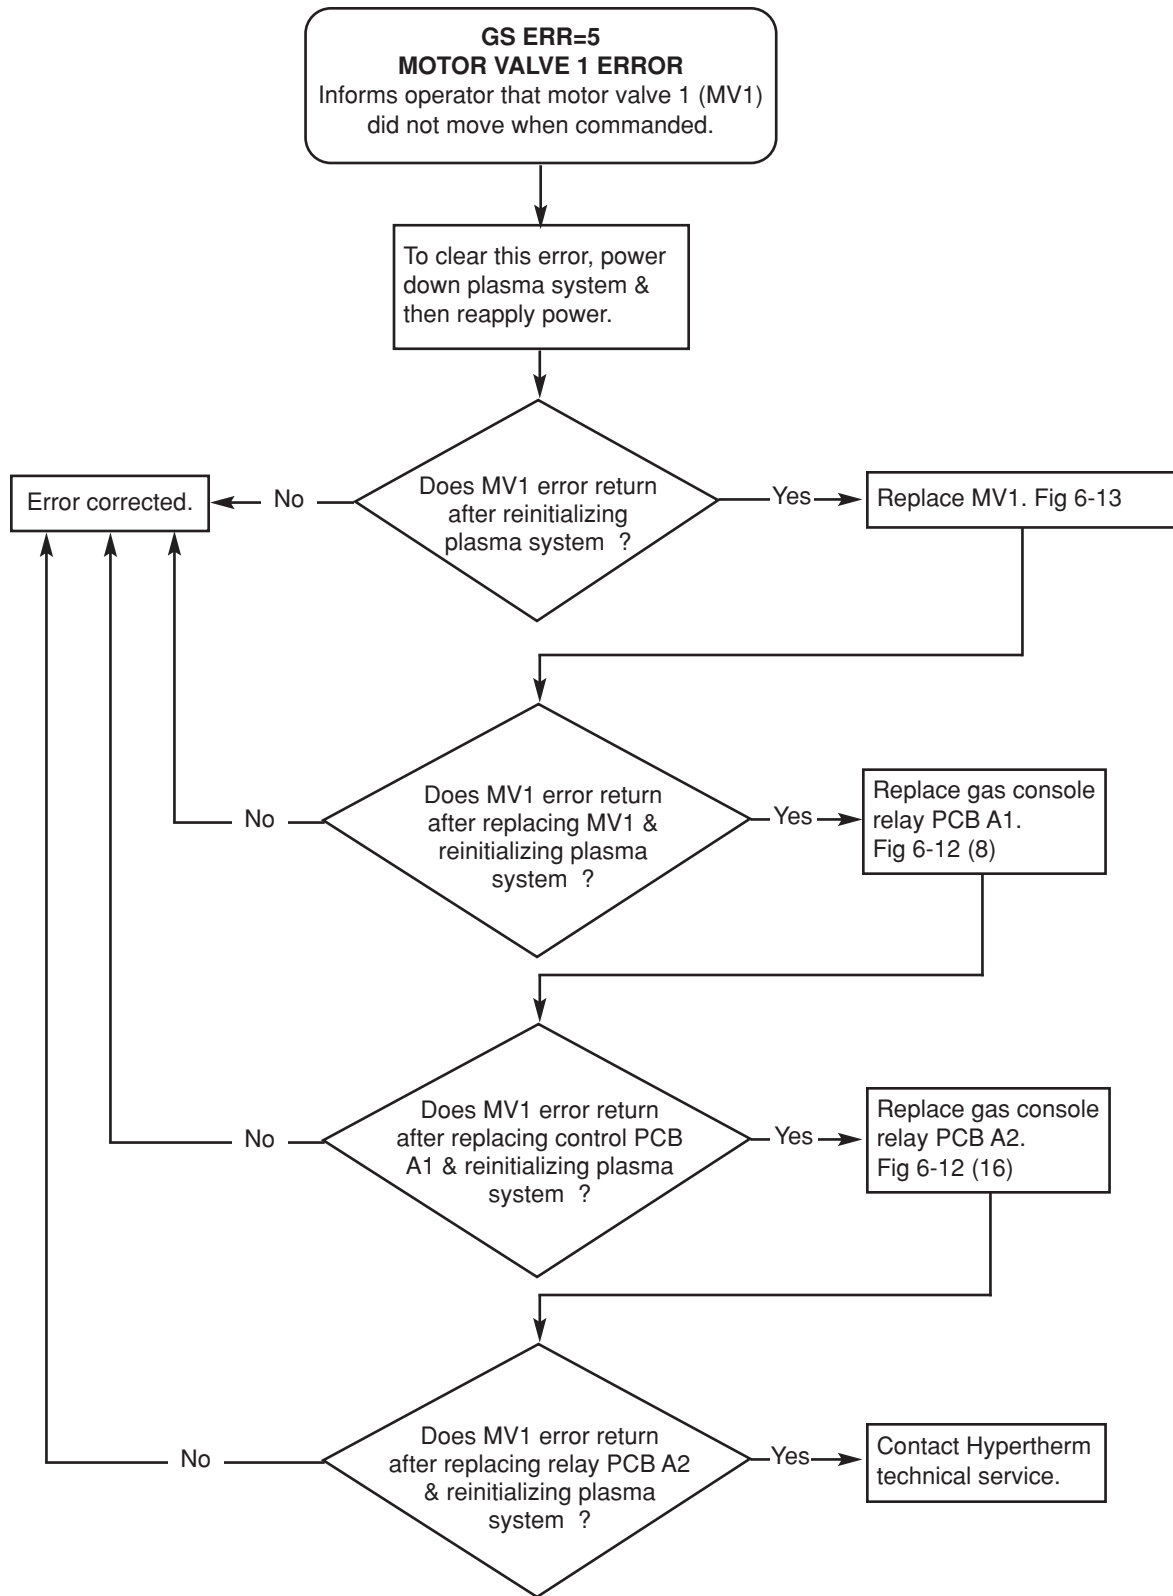 GS ERR=5
MOTOR VALVE 1 ERROR
Informs operator that motor valve 1 (MV1)
did not move when commanded.
To clear this error, power
down plasma system &
then reapply power.
Error corrected.
No
Does MV1 error return
after reinitializing
plasma system ?
Yes
Replace MV1. Fig 6-13
No
Does MV1 error return
after replacing MV1 &
reinitializing plasma
system ?
Yes
Replace gas console
relay PCB A1.
Fig 6-12 (8)
No
Does MV1 error return
after replacing control PCB
A1 & reinitializing plasma
system ?
Yes
Replace gas console
relay PCB A2.
Fig 6-12 (16)
No
Does MV1 error return
after replacing relay PCB A2
& reinitializing plasma
system ?
Yes
Contact Hypertherm
technical service.